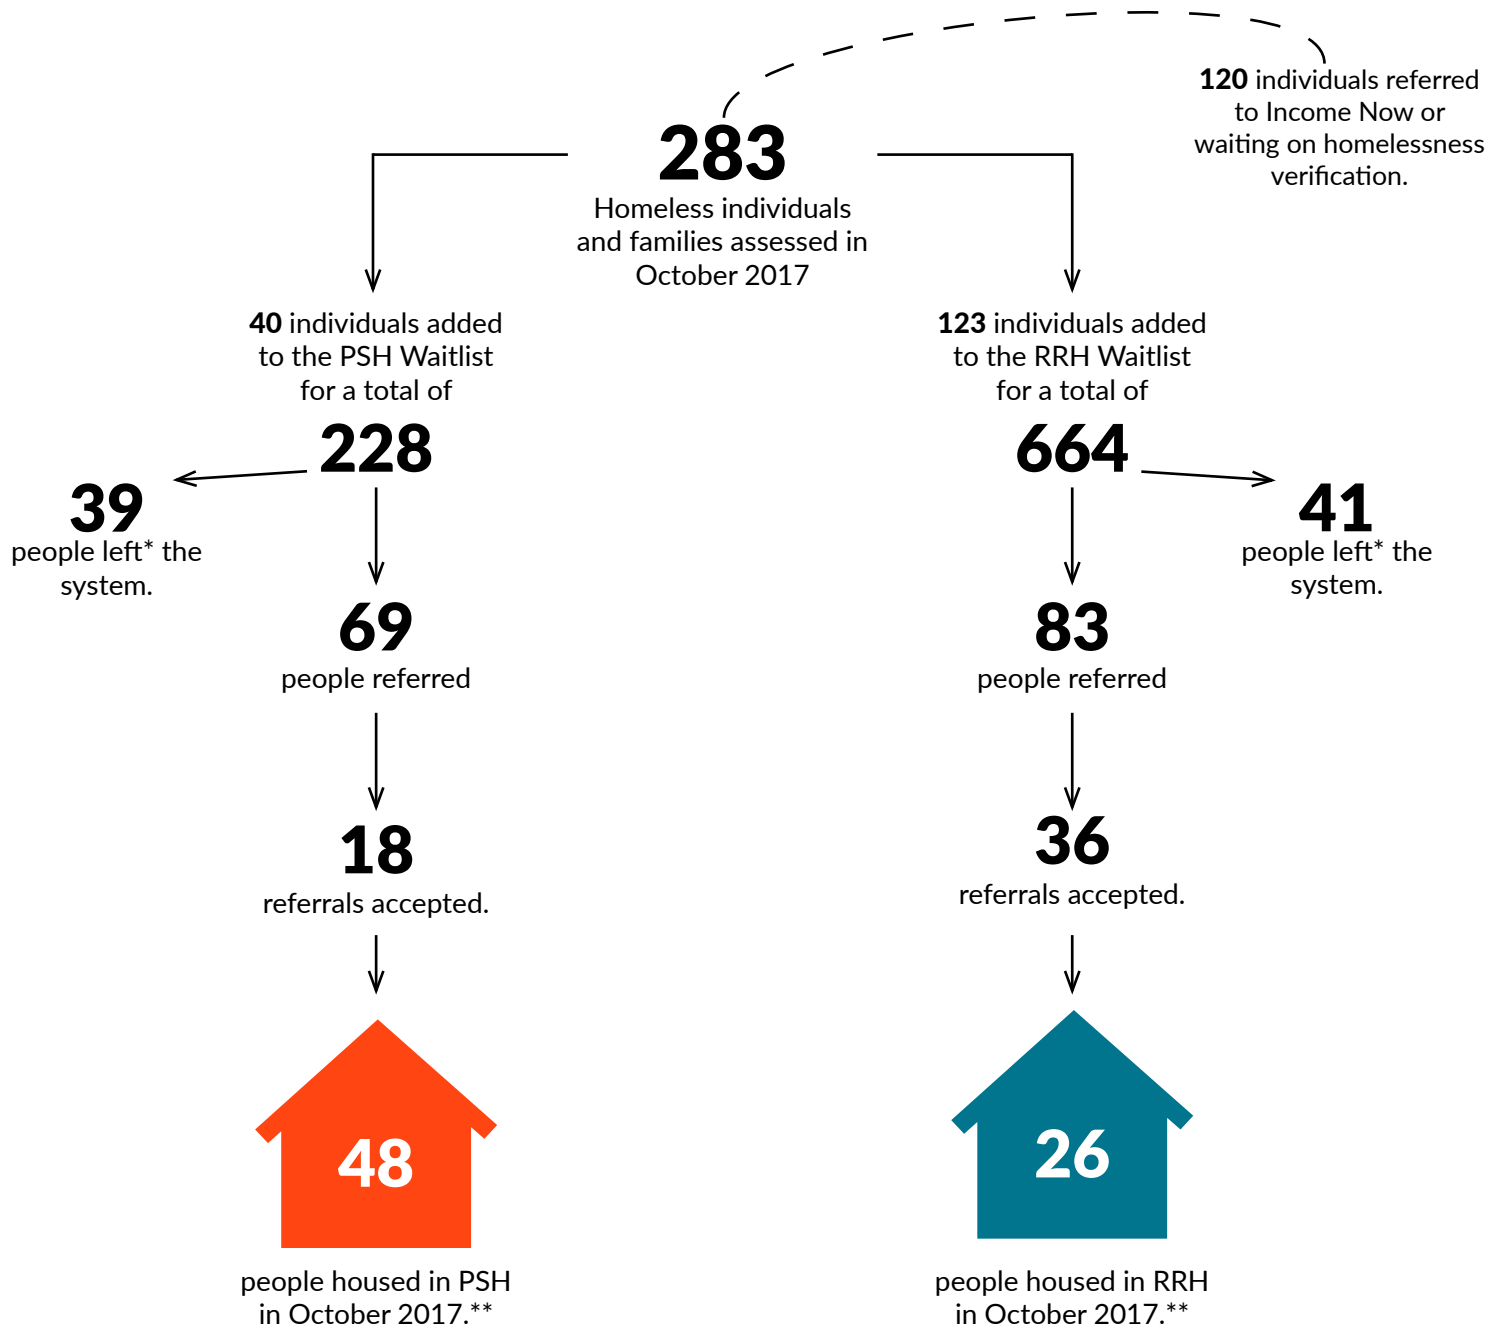 120 individuals referred
to Income Now or
waiting on homelessness
verification.
283
Homeless individuals
and families assessed in
October 2017
40 individuals added
to the PSH Waitlist
for a total of
228
39
people left* the
system.
69
people referred
18
referrals accepted.
48
people housed in PSH
in October 2017.**
123 individuals added
to the RRH Waitlist
for a total of
664
41
people left* the
system.
83
people referred
36
referrals accepted.
26
people housed in RRH
in October 2017.**